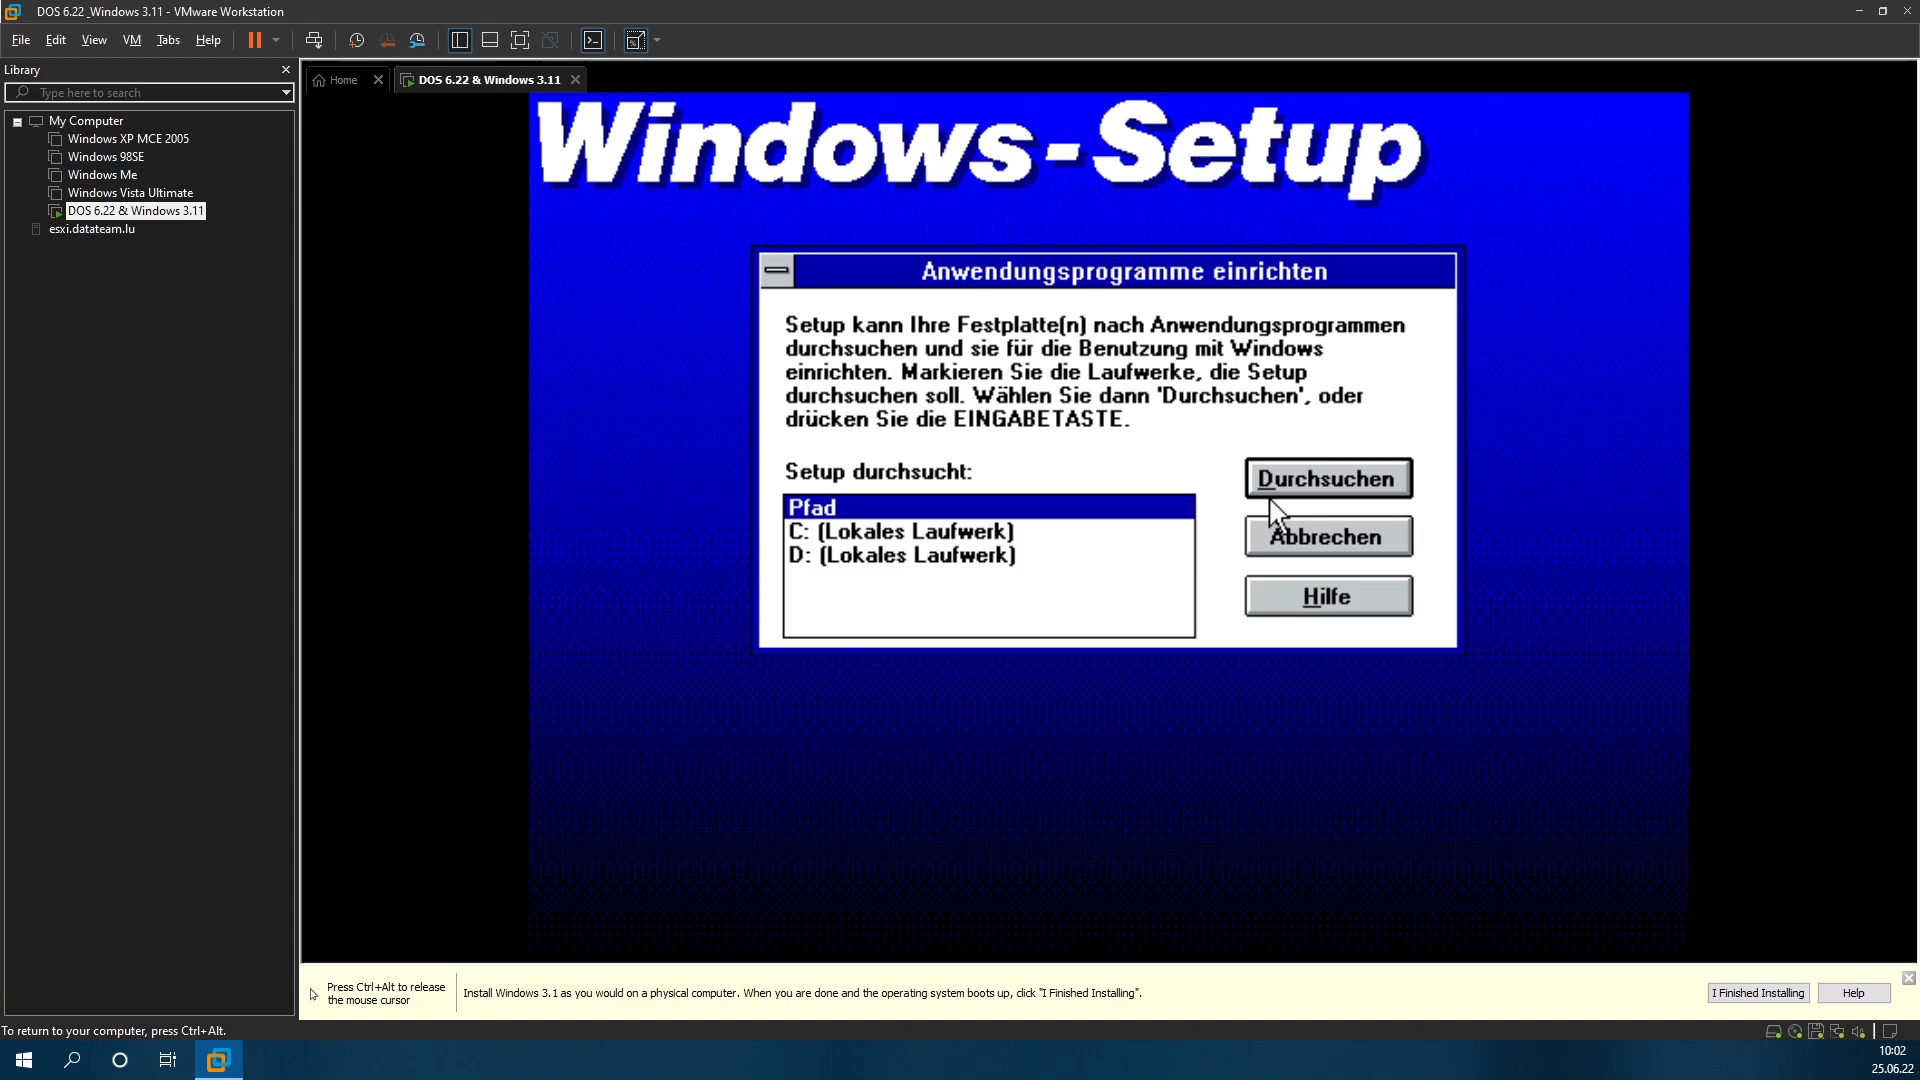 DOS 6.22 _Windows 3.11 - VMware Workstation
File Edit View VM Tabs Help
Library
Type here to search
My Computer
Windows XP MCE 2005
Windows 98SE
Windows Me
Windows Vista Ultimate
DOS 6.22 & Windows 3.11
esxi.datateam.lu
Home
DOS 6.22 & Windows 3.11
Windows-Setup
Anwendungsprogramme einrichten
Setup kann Ihre Festplatte(n) nach Anwendungsprogrammen
durchsuchen und sie für die Benutzung mit Windows
einrichten. Markieren Sie die Laufwerke, die Setup
durchsuchen soll. Wählen Sie dann 'Durchsuchen', oder
drücken Sie die EINGABETASTE.
Setup durchsucht:
Pfad
C: (Lokales Laufwerk)
D: (Lokales Laufwerk)
Durchsuchen
Abbrechen
Hilfe
Press Ctrl+Alt to release
the mouse cursor
Install Windows 3.1 as you would on a physical computer. When you are done and the operating system boots up, click "I Finished Installing".
I Finished Installing
Help
To return to your computer, press Ctrl+Alt.
10:02
25.06.22